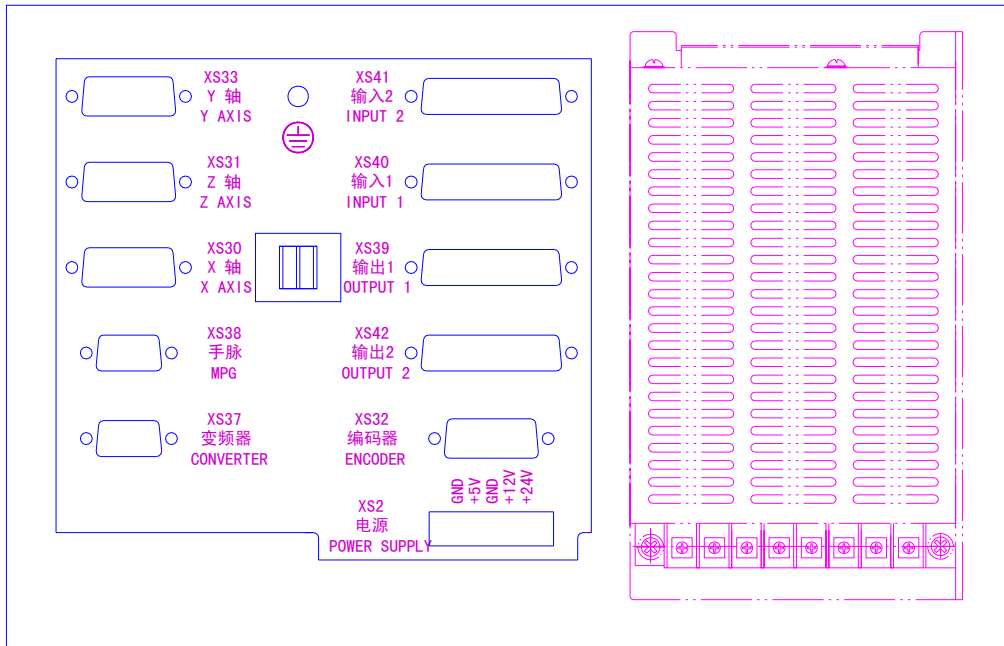 XS33
Y 轴
Y AXIS
XS41
输入2
INPUT 2
XS31
Z 轴
Z AXIS
XS40
输入1
INPUT 1
XS30
X 轴
X AXIS
XS39
输出1
OUTPUT 1
XS38
手脉
MPG
XS42
输出2
OUTPUT 2
XS37
变频器
CONVERTER
XS32
编码器
ENCODER
GND
+5V
GND
+12V
+24V
XS2
电源
POWER SUPPLY